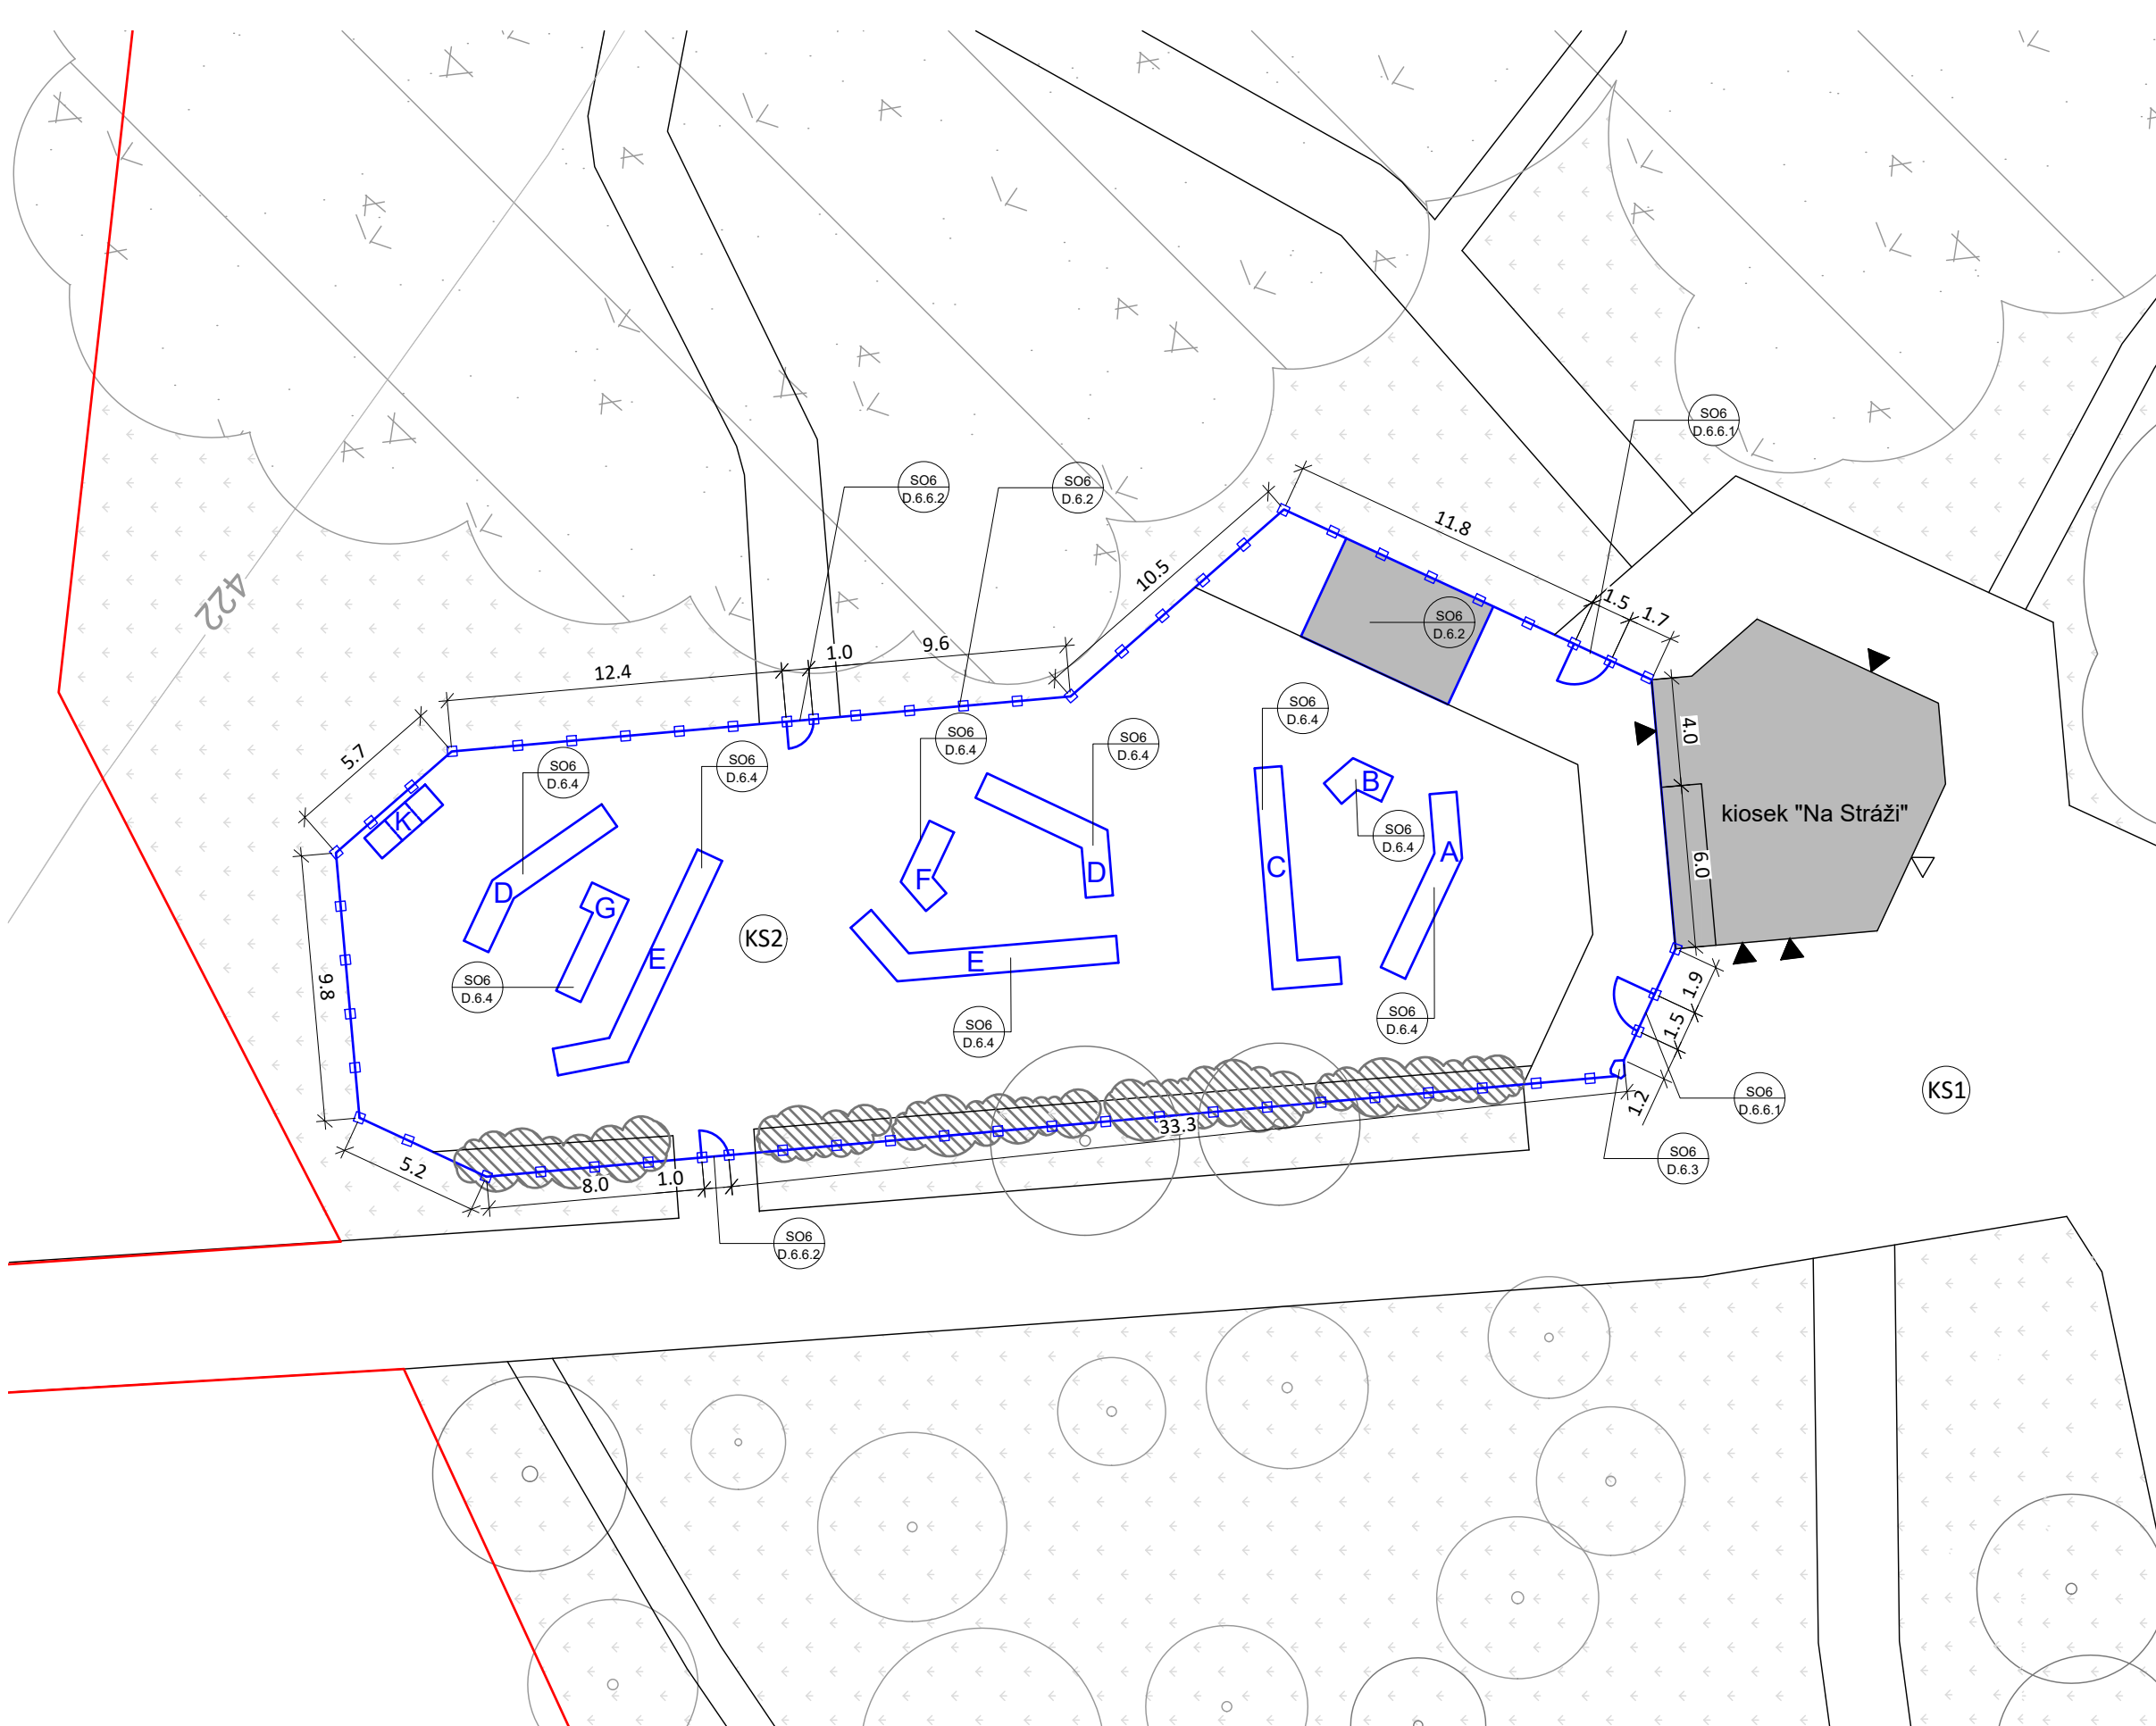 SO6
D.6.6.1
SO6
D.6.6.2
SO6
D.6.2
11.8
10.5
422
1.5
1.7
SO6
D.6.2
1.0
9.6
12.4
SO6
D.6.4
SO6
D.6.4
SO6
D.6.4
4.0
5.7
SO6
D.6.4
SO6
D.6.4
B
kiosek "Na Stráži"
K
SO6
D.6.4
A
6.0
C
D
F
D
G
KS2
E
E
9.8
SO6
D.6.4
1.9
SO6
D.6.4
SO6
D.6.4
1.5
KS1
SO6
D.6.6.1
1.2
33.3
5.2
SO6
D.6.3
8.0
1.0
SO6
D.6.6.2